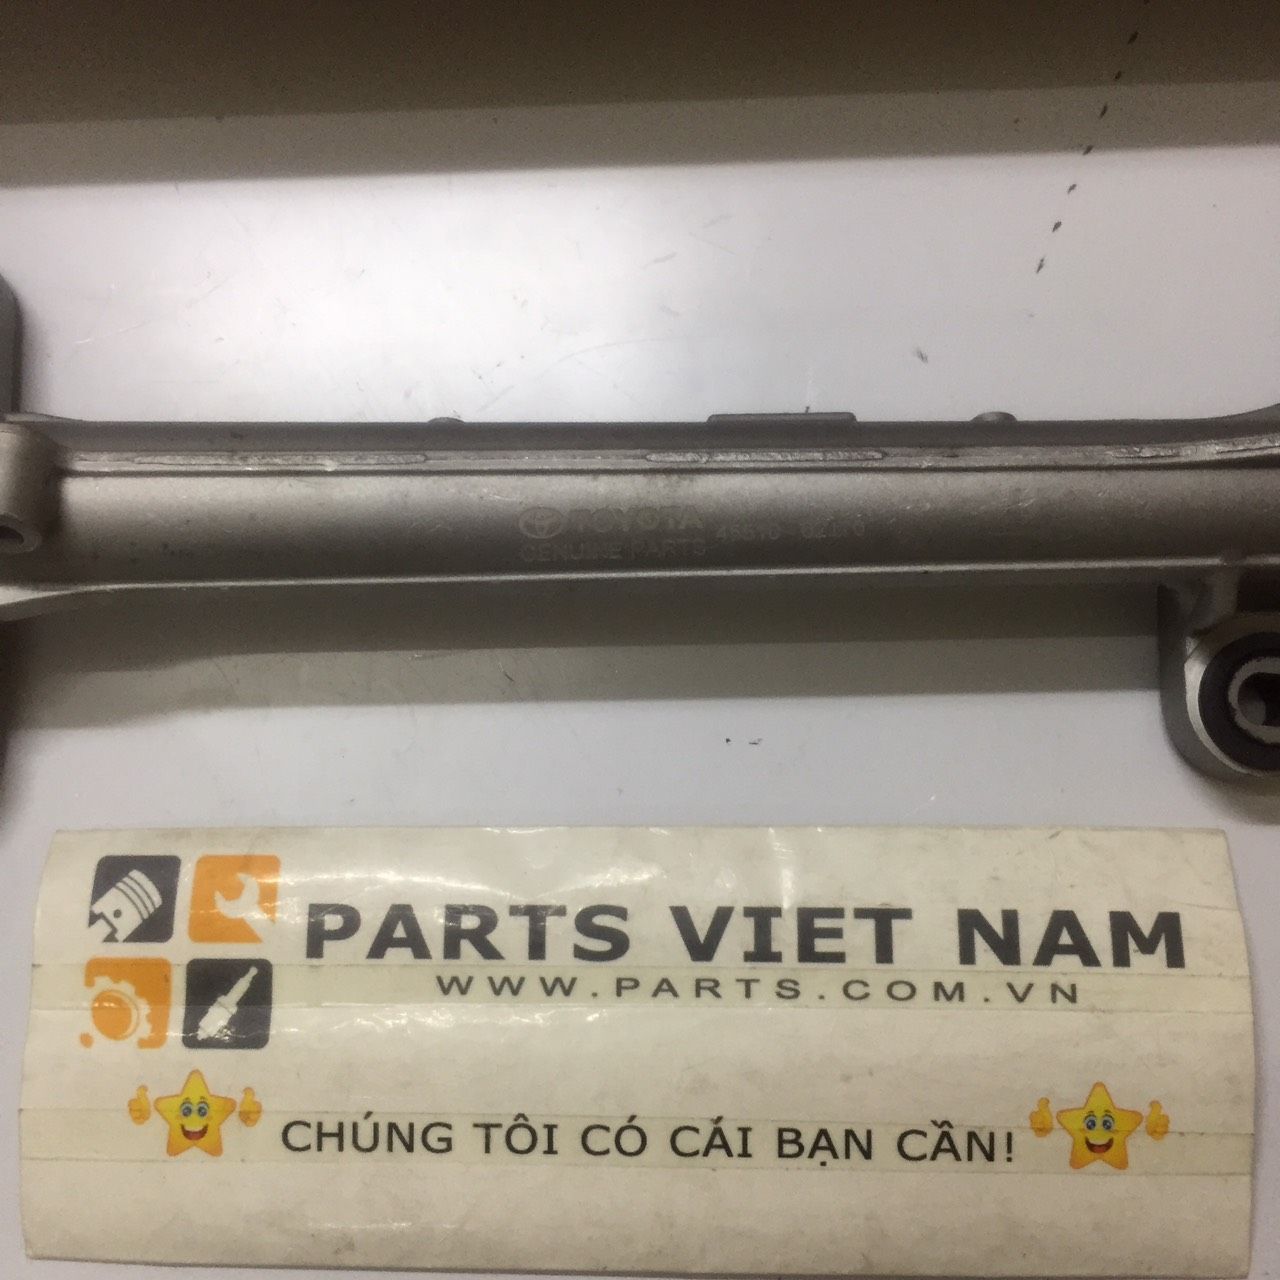 TOYOTA
GENUINE PARTS
PARTS VIET NAM
WWW.PARTS.COM.VN
CHÚNG TÔI CÓ CÁI BẠN CẦN!